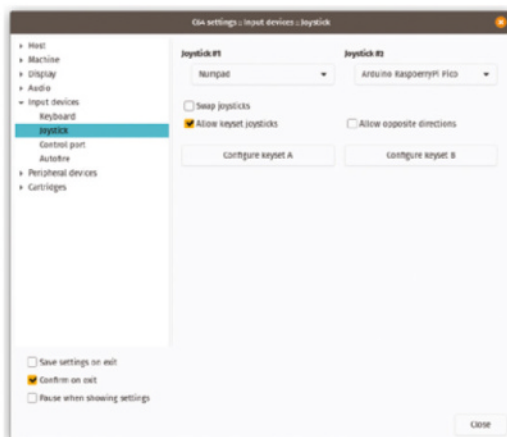 C64 settings :: Input devices :: Joystick
Host
Machine
Display
Audio
Input devices
Keyboard
Joystick
Control port
Autofire
Peripheral devices
Cartridges
Joystick #1
Joystick #2
Numpad
Arduino RaspberryPi Pico
Swap joysticks
Allow keyset joysticks
Allow opposite directions
Configure keyset A
Configure keyset B
Save settings on exit
Confirm on exit
Pause when showing settings
Close